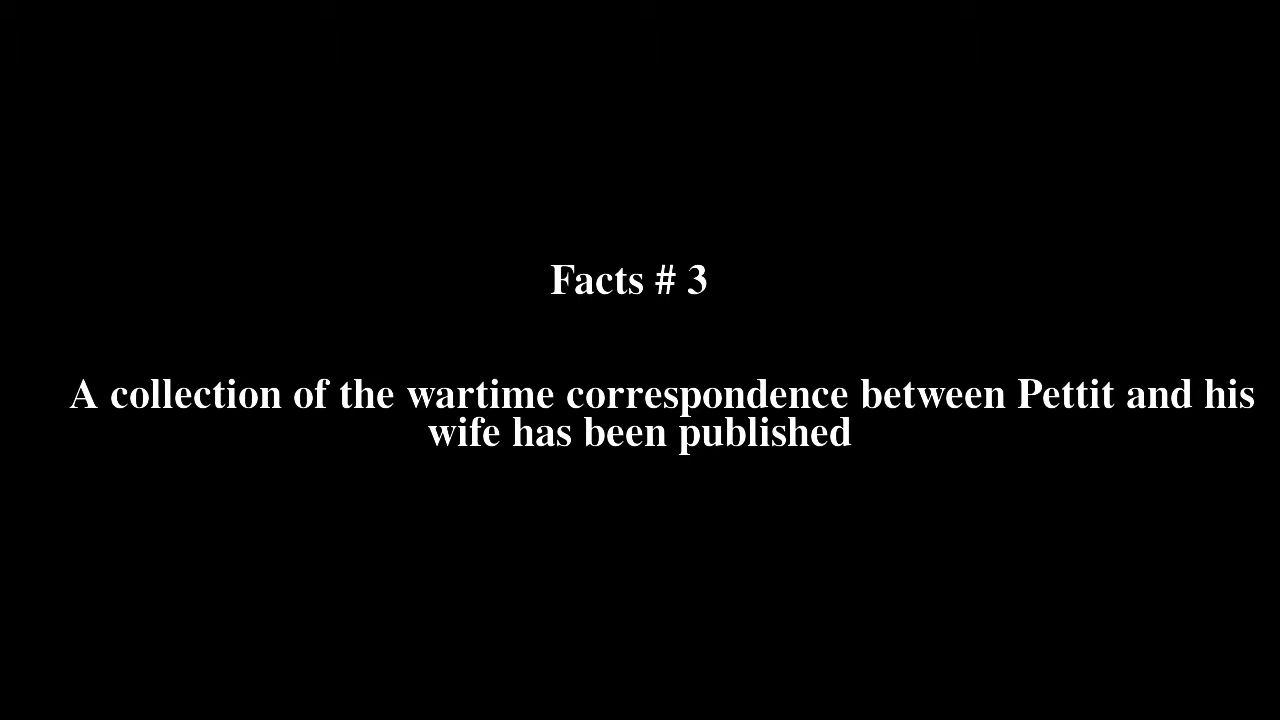 Facts # 3
A collection of the wartime correspondence between Pettit and his
wife has been published